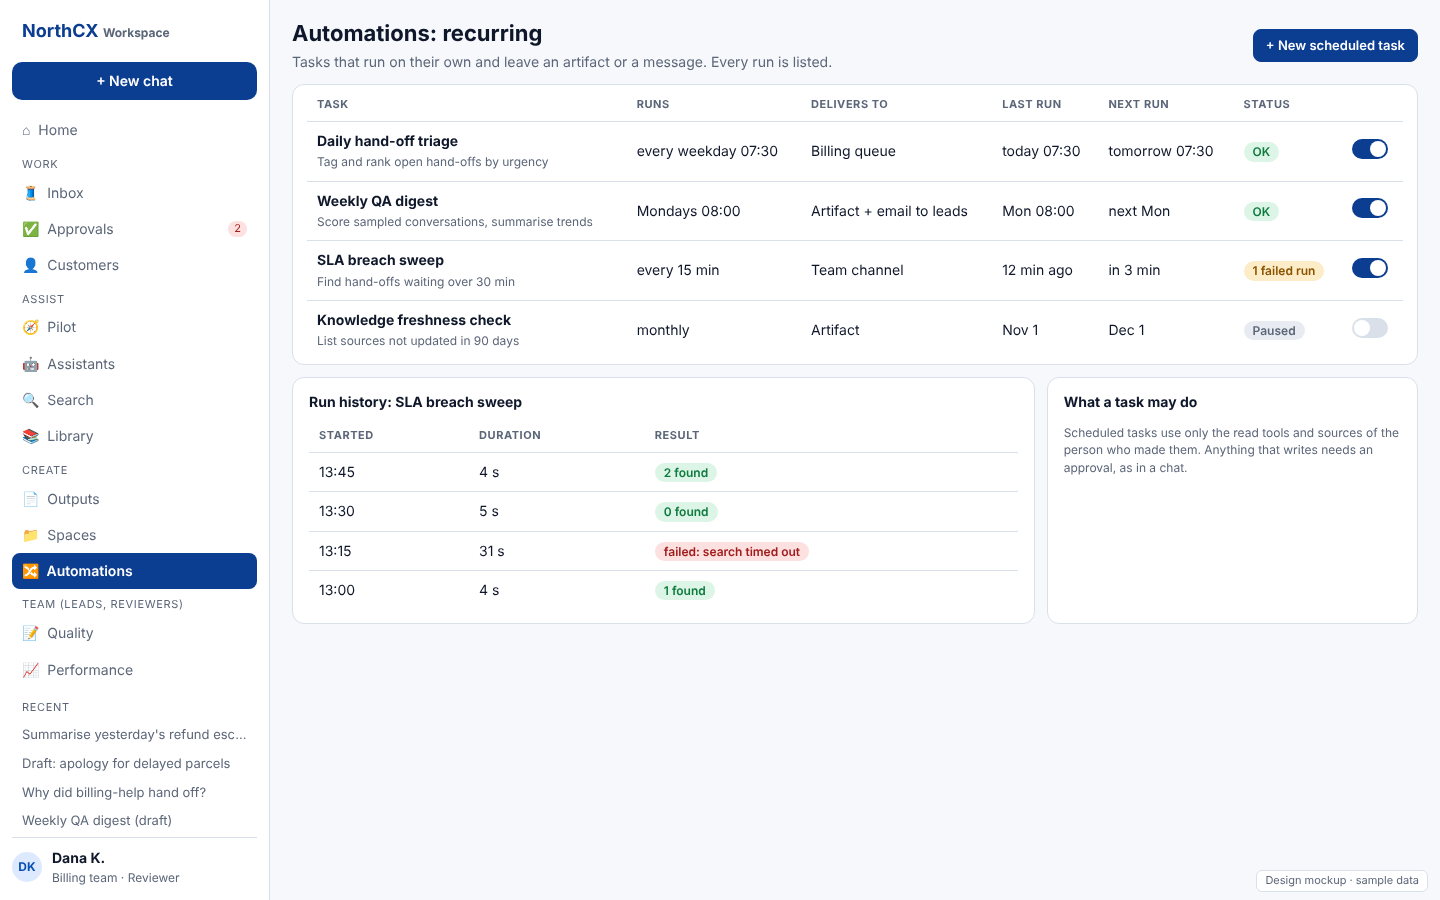 NorthCX Workspace
+ New chat
Home
WORK
Inbox
Approvals 2
Customers
ASSIST
Pilot
Assistants
Search
Library
CREATE
Outputs
Spaces
Automations
TEAM (LEADS, REVIEWERS)
Quality
Performance
RECENT
Summarise yesterday's refund esc...
Draft: apology for delayed parcels
Why did billing-help hand off?
Weekly QA digest (draft)
DK
Dana K.
Billing team · Reviewer
Automations: recurring
Tasks that run on their own and leave an artifact or a message. Every run is listed.
+ New scheduled task
TASK RUNS DELIVERS TO LAST RUN NEXT RUN STATUS
Daily hand-off triage
Tag and rank open hand-offs by urgency
every weekday 07:30 Billing queue today 07:30 tomorrow 07:30 OK
Weekly QA digest
Score sampled conversations, summarise trends
Mondays 08:00 Artifact + email to leads Mon 08:00 next Mon OK
SLA breach sweep
Find hand-offs waiting over 30 min
every 15 min Team channel 12 min ago in 3 min 1 failed run
Knowledge freshness check
List sources not updated in 90 days
monthly Artifact Nov 1 Dec 1 Paused
Run history: SLA breach sweep
STARTED DURATION RESULT
13:45 4 s 2 found
13:30 5 s 0 found
13:15 31 s failed: search timed out
13:00 4 s 1 found
What a task may do
Scheduled tasks use only the read tools and sources of the
person who made them. Anything that writes needs an
approval, as in a chat.
Design mockup · sample data